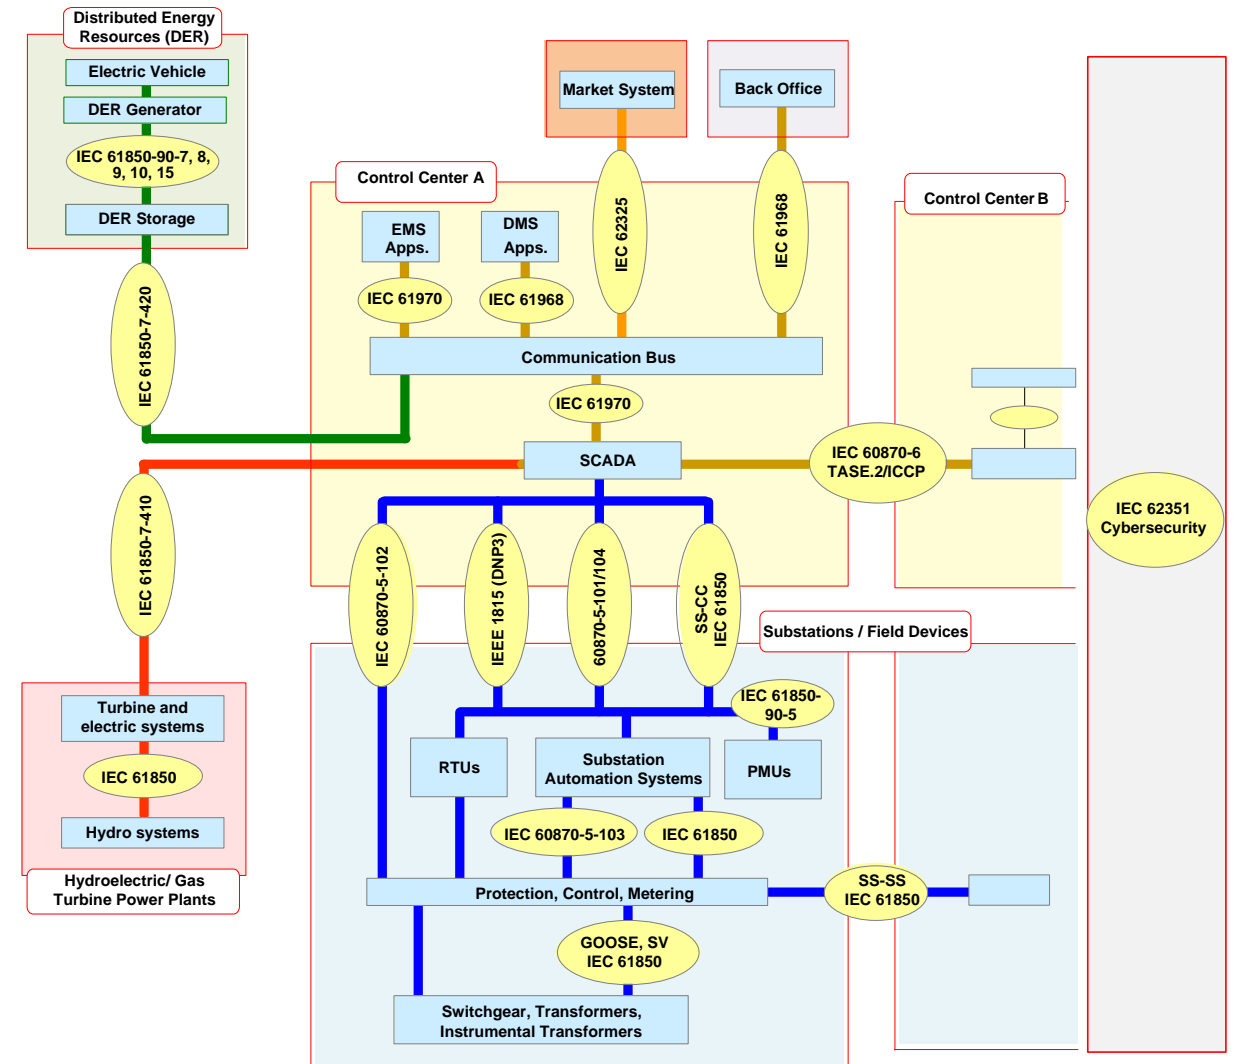 Distributed Energy
Resources (DER)
Electric Vehicle
DER Generator
IEC 61850-90-7, 8,
9, 10, 15
DER Storage
IEC 61850-7-420
Market System
Back Office
Control Center A
Control Center B
EMS
Apps.
DMS
Apps.
IEC 62325
IEC 61968
IEC 61970
IEC 61968
Communication Bus
IEC 61970
SCADA
IEC 60870-6
TASE.2/ICCP
IEC 62351
Cybersecurity
IEC 61850-7-410
IEC 60870-5-102
IEEE 1815 (DNP3)
60870-5-101/104
SS-CC
IEC 61850
Substations / Field Devices
Turbine and
electric systems
IEC 61850
Hydro systems
Hydroelectric/ Gas
Turbine Power Plants
IEC 61850-
90-5
RTUs
Substation
Automation Systems
PMUs
IEC 60870-5-103
IEC 61850
Protection, Control, Metering
SS-SS
IEC 61850
GOOSE, SV
IEC 61850
Switchgear, Transformers,
Instrumental Transformers